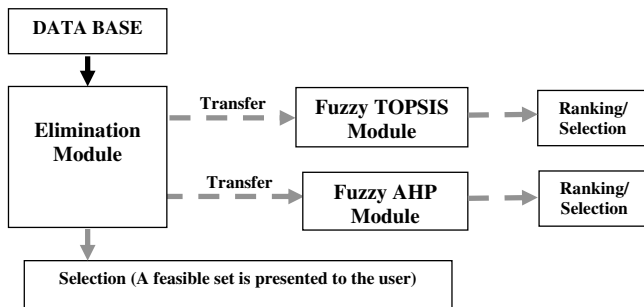 DATA BASE
Elimination
Module
Transfer
Fuzzy TOPSIS
Module
Ranking/
Selection
Transfer
Fuzzy AHP
Module
Ranking/
Selection
Selection (A feasible set is presented to the user)